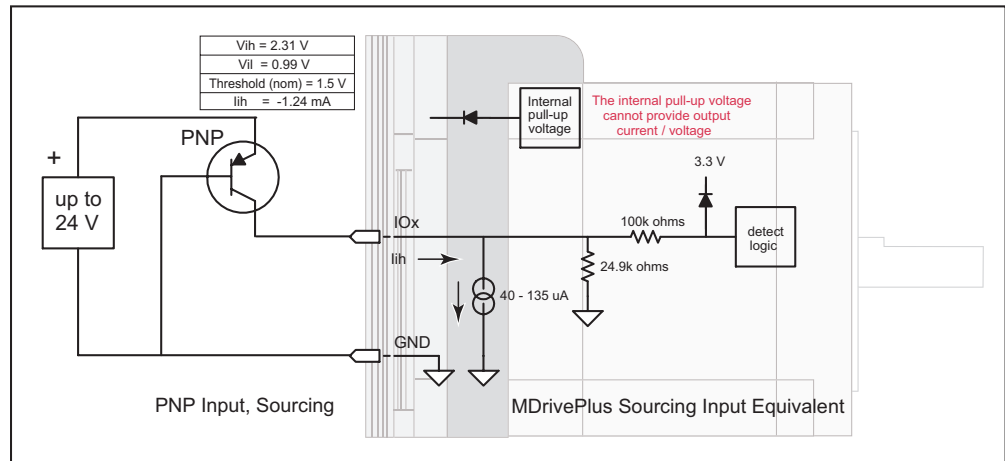 Vih = 2.31 V
Vil = 0.99 V
Threshold (nom) = 1.5 V
Iih = -1.24 mA
PNP
+
up to
24 V
Internal
pull-up
voltage
The internal pull-up voltage
cannot provide output
current / voltage
3.3 V
IOx
100k ohms
detect
logic
Iih
24.9k ohms
40 - 135 uA
GND
PNP Input, Sourcing
MDrivePlus Sourcing Input Equivalent